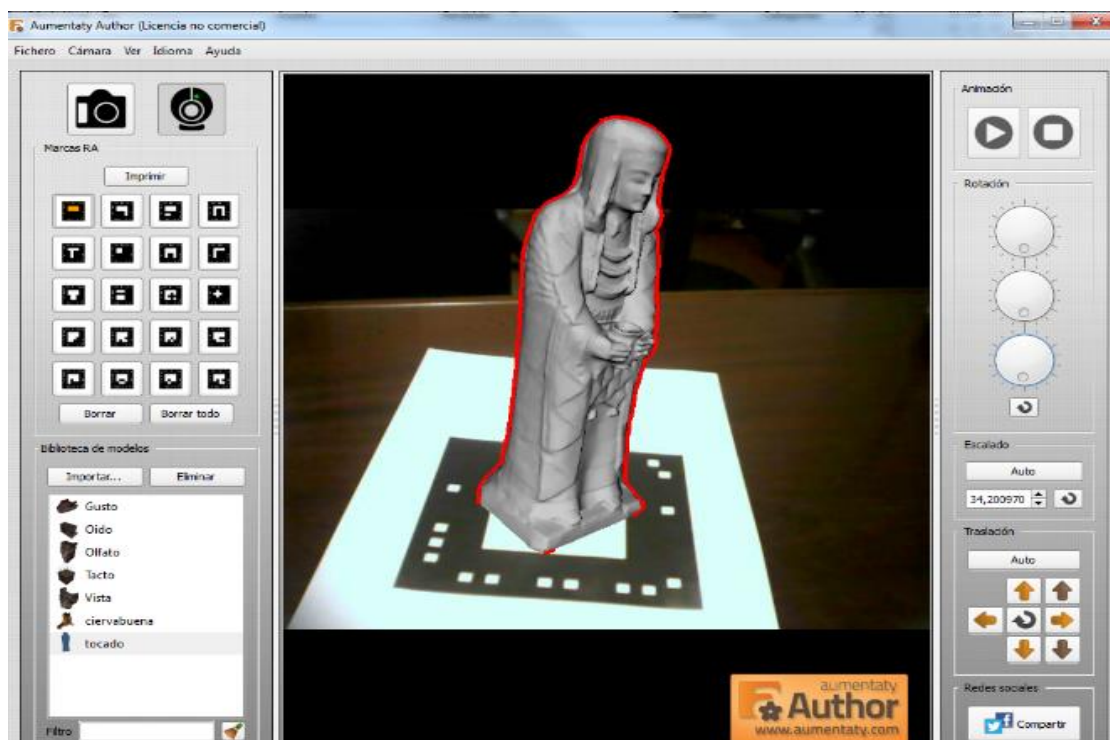 Aumentaty Author (Licencia no comercial)
Fichero Cámara Ver Idioma Ayuda
Marcas RA
Imprimir
Borrar Borrar todo
Biblioteca de modelos
Importar... Eliminar
Gusto
Oido
Olfato
Tacto
Vista
ciervabuena
tocado
Filtro
Animación
Rotación
Escalado
Auto
34,200970
Traslación
Auto
Redes sociales
Compartir
aumentaty
Author
www.aumentaty.com